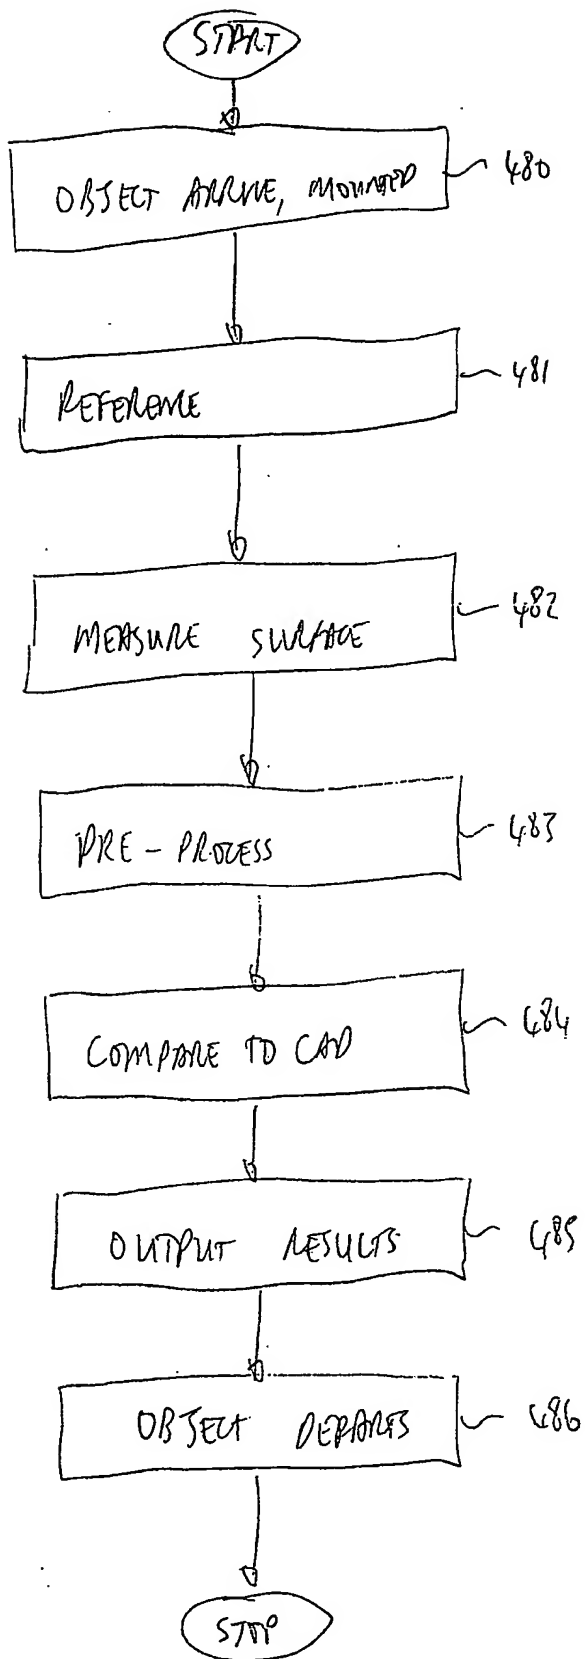 START
OBJECT ARRIVE, MOUNTED 480
REFERENCE 481
MEASURE SURFACE 482
PRE-PROCESS 483
COMPARE TO CAD 484
OUTPUT RESULTS 485
OBJECT DEPARTS 486
STOP